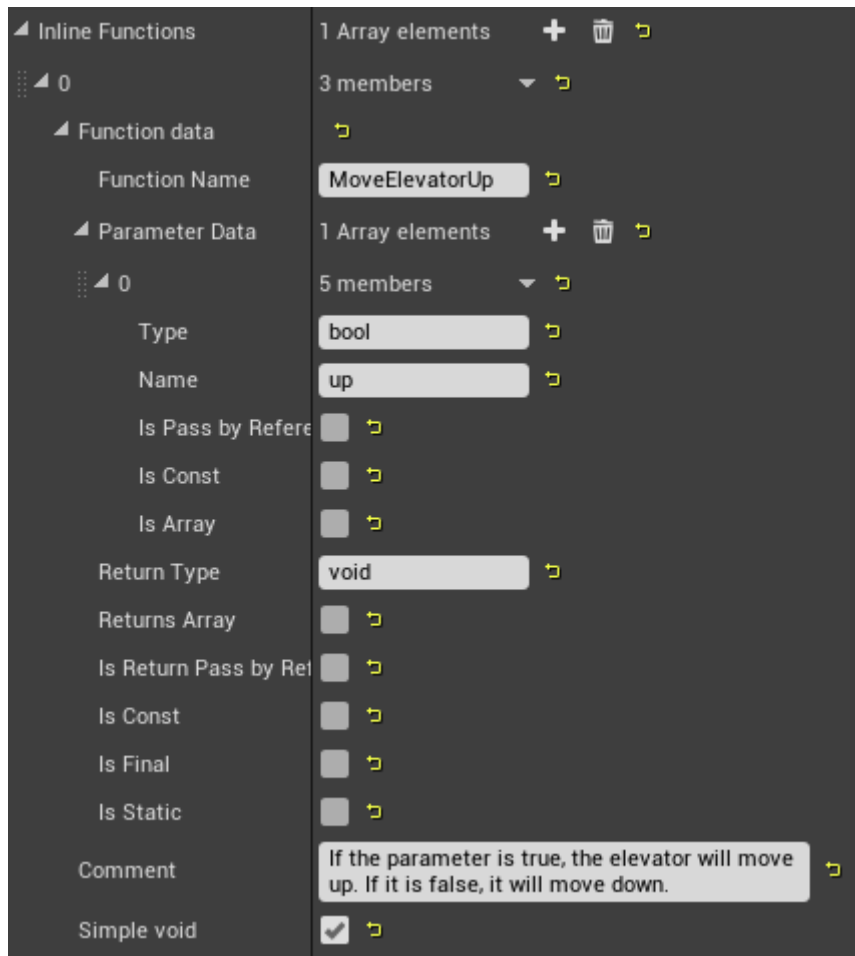 Inline Functions 1 Array elements
0 3 members
Function data
Function Name MoveElevatorUp
Parameter Data 1 Array elements
0 5 members
Type bool
Name up
Is Pass by Refere
Is Const
Is Array
Return Type void
Returns Array
Is Return Pass by Ref
Is Const
Is Final
Is Static
Comment If the parameter is true, the elevator will move
up. If it is false, it will move down.
Simple void